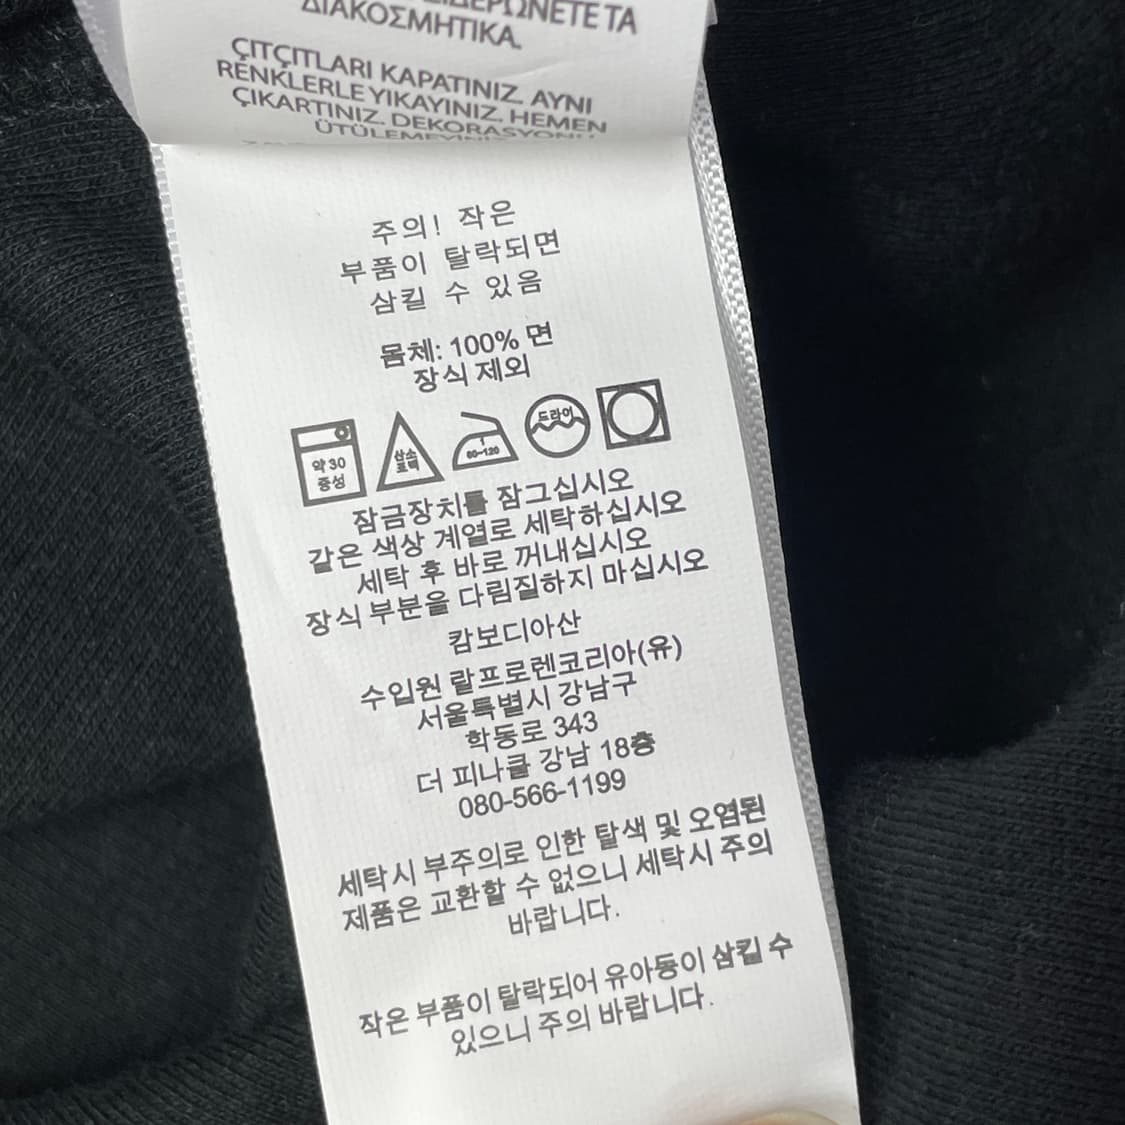 ΔΙΑΚΟΣΜΗΤΙΚΑ.
ÇITÇITLARI KAPATINIZ. AYNI
RENKLERLE YIKAYINIZ. HEMEN
ÇIKARTINIZ. DEKORASYONU
ÜTÜLEMEYİNİZ
주의! 작은
부품이 탈락되면
삼킬 수 있음
몸체: 100% 면
장식 제외
약 30
중성
산소
표백
1
80-120
드라이
잠금장치를 잠그십시오
같은 색상 계열로 세탁하십시오
세탁 후 바로 꺼내십시오
장식 부분을 다림질하지 마십시오
캄보디아산
수입원 랄프로렌코리아(유)
서울특별시 강남구
학동로 343
더 피나클 강남 18층
080-566-1199
세탁시 부주의로 인한 탈색 및 오염된
제품은 교환할 수 없으니 세탁시 주의
바랍니다.
작은 부품이 탈락되어 유아동이 삼킬 수
있으니 주의 바랍니다.